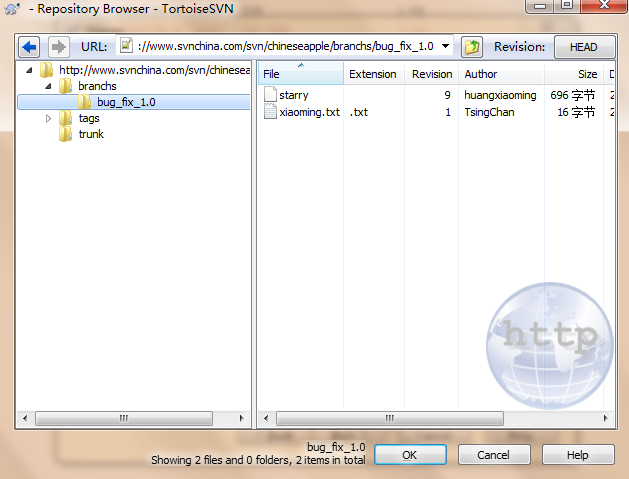 - Repository Browser - TortoiseSVN
URL: ://www.svnchina.com/svn/chineseapple/branchs/bug_fix_1.0 Revision: HEAD
http://www.svnchina.com/svn/chinesea
branchs
bug_fix_1.0
tags
trunk
File Extension Revision Author Size D
starry 9 huangxiaoming 696 字节 2
xiaoming.txt .txt 1 TsingChan 16 字节 2
http
bug_fix_1.0
Showing 2 files and 0 folders, 2 items in total
OK Cancel Help